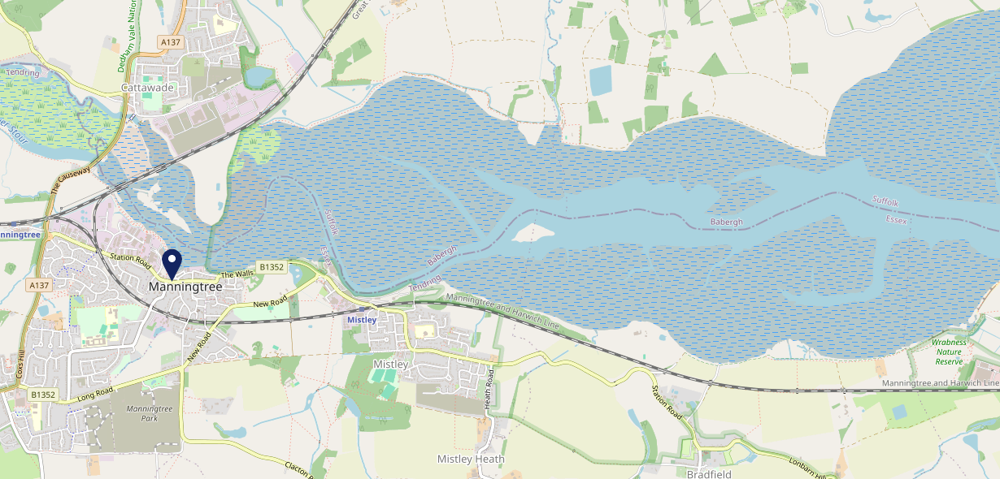 Great
A137
Dedham Vale Nation
Tendring
Cattawade
er Stour
The Causeway
Suffolk
Essex
Babergh
nningtree
Suffolk
Essex
Station Road
B1352
Babergh
The Walls
Manningtree
A137
Tendring
New Road
Manningtree and Harwich Line
Mistley
New Road
Wrabness
Nature
Reserve
Coxs Hill
Mistley
Heath Road
Manningtree and Harwich Line
B1352
Long Road
Station Road
Manningtree
Park
Mistley Heath
Clacton R
Lonbarn Hill
Bradfield